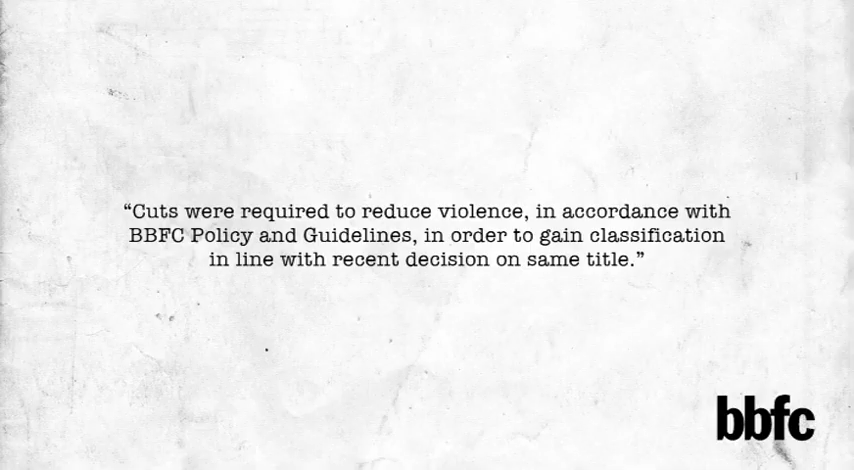 “Cuts were required to reduce violence, in accordance with
BBFC Policy and Guidelines, in order to gain classification
in line with recent decision on same title.”
bbfc